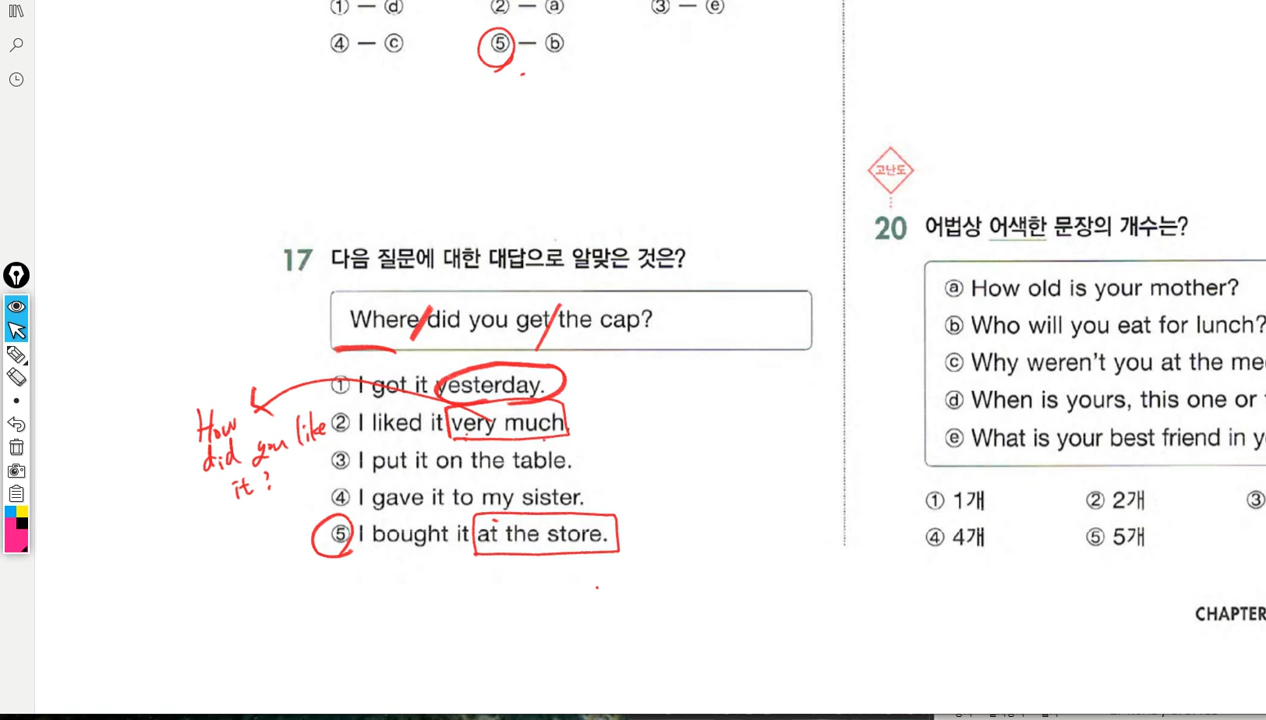 ① — ⓓ ② — ⓐ ③ — ⓔ
④ — ⓒ ⑤ — ⓑ
17 다음 질문에 대한 대답으로 알맞은 것은?
Where did you get the cap?
① I got it yesterday.
② I liked it very much.
③ I put it on the table.
④ I gave it to my sister.
⑤ I bought it at the store.
How
did you like
it?
고난도
20 어법상 어색한 문장의 개수는?
ⓐ How old is your mother?
ⓑ Who will you eat for lunch?
ⓒ Why weren't you at the me
ⓓ When is yours, this one or
ⓔ What is your best friend in y
① 1개 ② 2개 ③
④ 4개 ⑤ 5개
CHAPTER